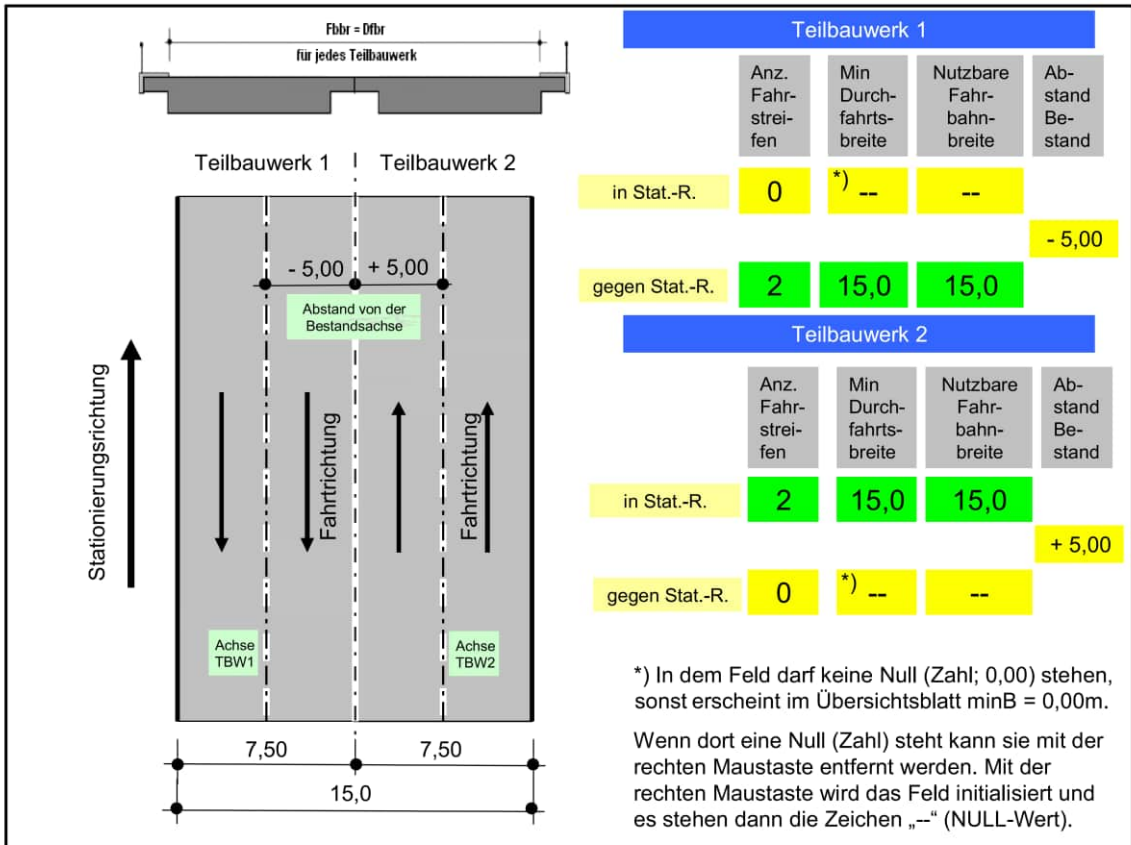 Fbbr = Dfbr
für jedes Teilbauwerk
Teilbauwerk 1 Teilbauwerk 2
- 5,00 + 5,00
Abstand von der
Bestandsachse
Stationierungsrichtung
Fahrtrichtung
Fahrtrichtung
Achse
TBW1
Achse
TBW2
7,50 7,50
15,0
Teilbauwerk 1
Anz.
Fahr-
strei-
fen
Min
Durch-
fahrts-
breite
Nutzbare
Fahr-
bahn-
breite
Ab-
stand
Be-
stand
in Stat.-R. 0 *) -- --
- 5,00
gegen Stat.-R. 2 15,0 15,0
Teilbauwerk 2
Anz.
Fahr-
strei-
fen
Min
Durch-
fahrts-
breite
Nutzbare
Fahr-
bahn-
breite
Ab-
stand
Be-
stand
in Stat.-R. 2 15,0 15,0
+ 5,00
gegen Stat.-R. 0 *) -- --
*) In dem Feld darf keine Null (Zahl; 0,00) stehen,
sonst erscheint im Übersichtsblatt minB = 0,00m.
Wenn dort eine Null (Zahl) steht kann sie mit der
rechten Maustaste entfernt werden. Mit der
rechten Maustaste wird das Feld initialisiert und
es stehen dann die Zeichen „--“ (NULL-Wert).